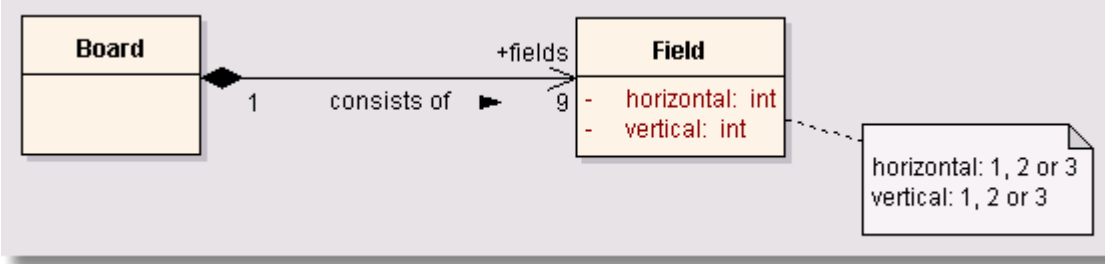 Board
+fields
1
consists of
9
Field
- horizontal: int
- vertical: int
horizontal: 1, 2 or 3
vertical: 1, 2 or 3